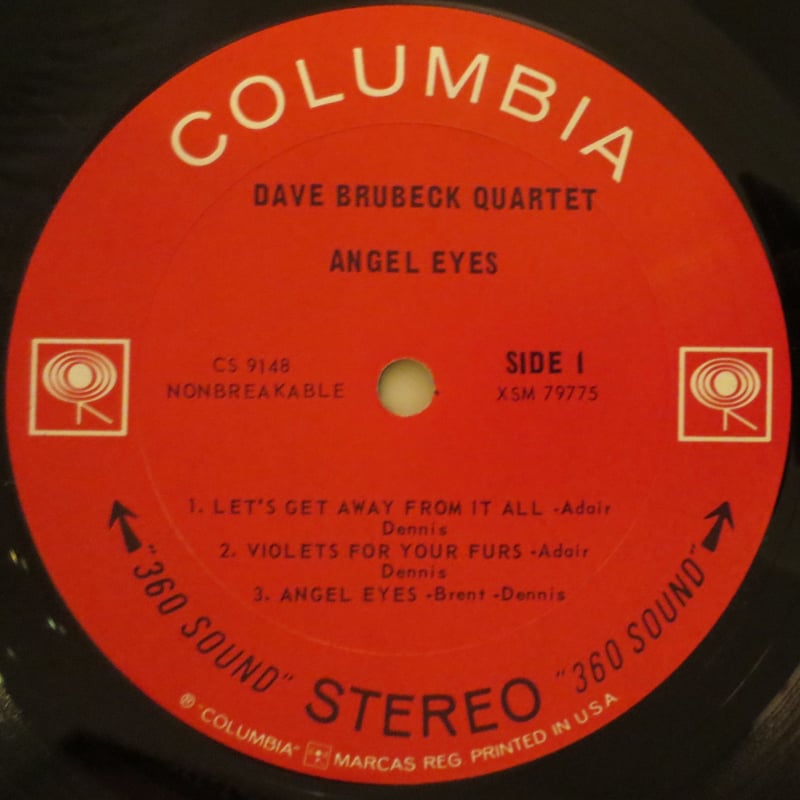 COLUMBIA
DAVE BRUBECK QUARTET
ANGEL EYES
CS 9148
NONBREAKABLE
SIDE 1
XSM 79775
1. LET'S GET AWAY FROM IT ALL -Adair
Dennis
2. VIOLETS FOR YOUR FURS -Adair
Dennis
3. ANGEL EYES -Brent -Dennis
"360 SOUND" STEREO "360 SOUND"
® "COLUMBIA" MARCAS REG. PRINTED IN U.S.A.